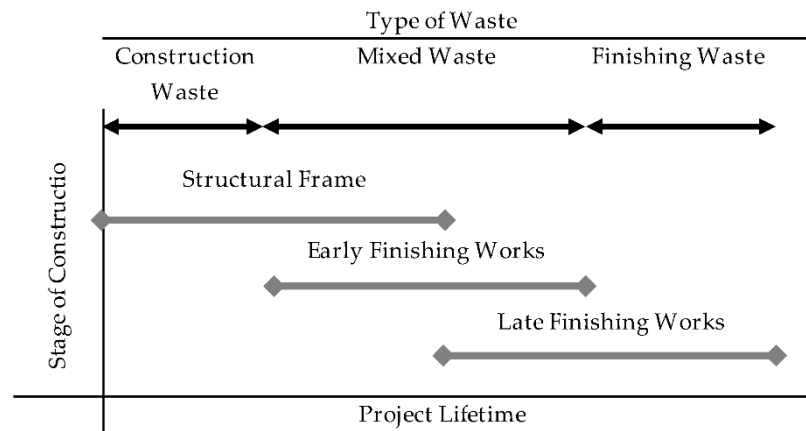 Type of Waste
Construction Waste
Mixed Waste
Finishing Waste
Structural Frame
Early Finishing Works
Late Finishing Works
Stage of Constructio
Project Lifetime